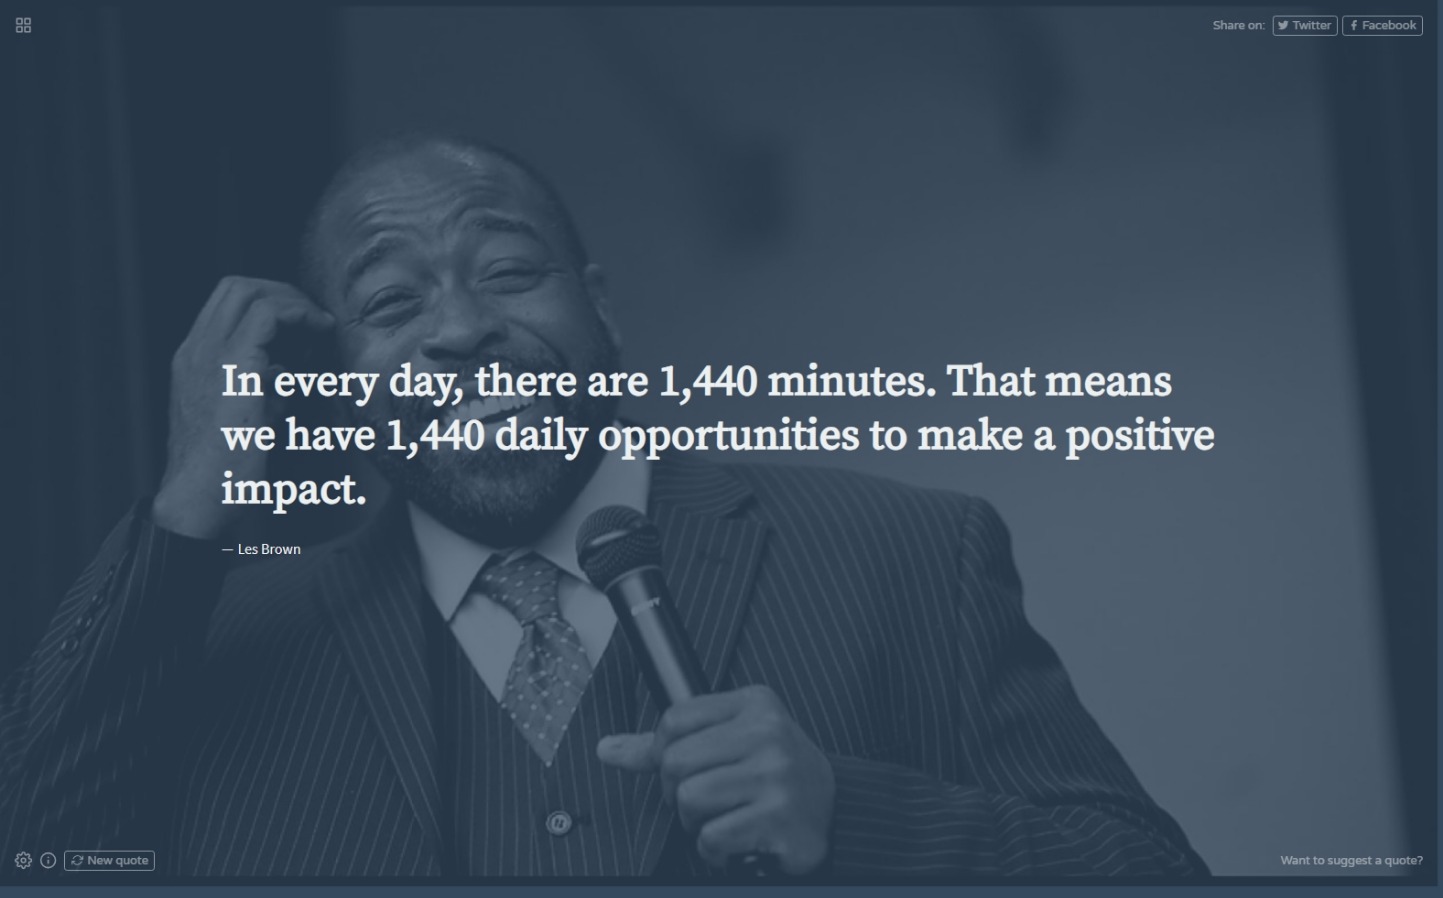 Share on:
Twitter
Facebook
In every day, there are 1,440 minutes. That means
we have 1,440 daily opportunities to make a positive
impact.
— Les Brown
New quote
Want to suggest a quote?